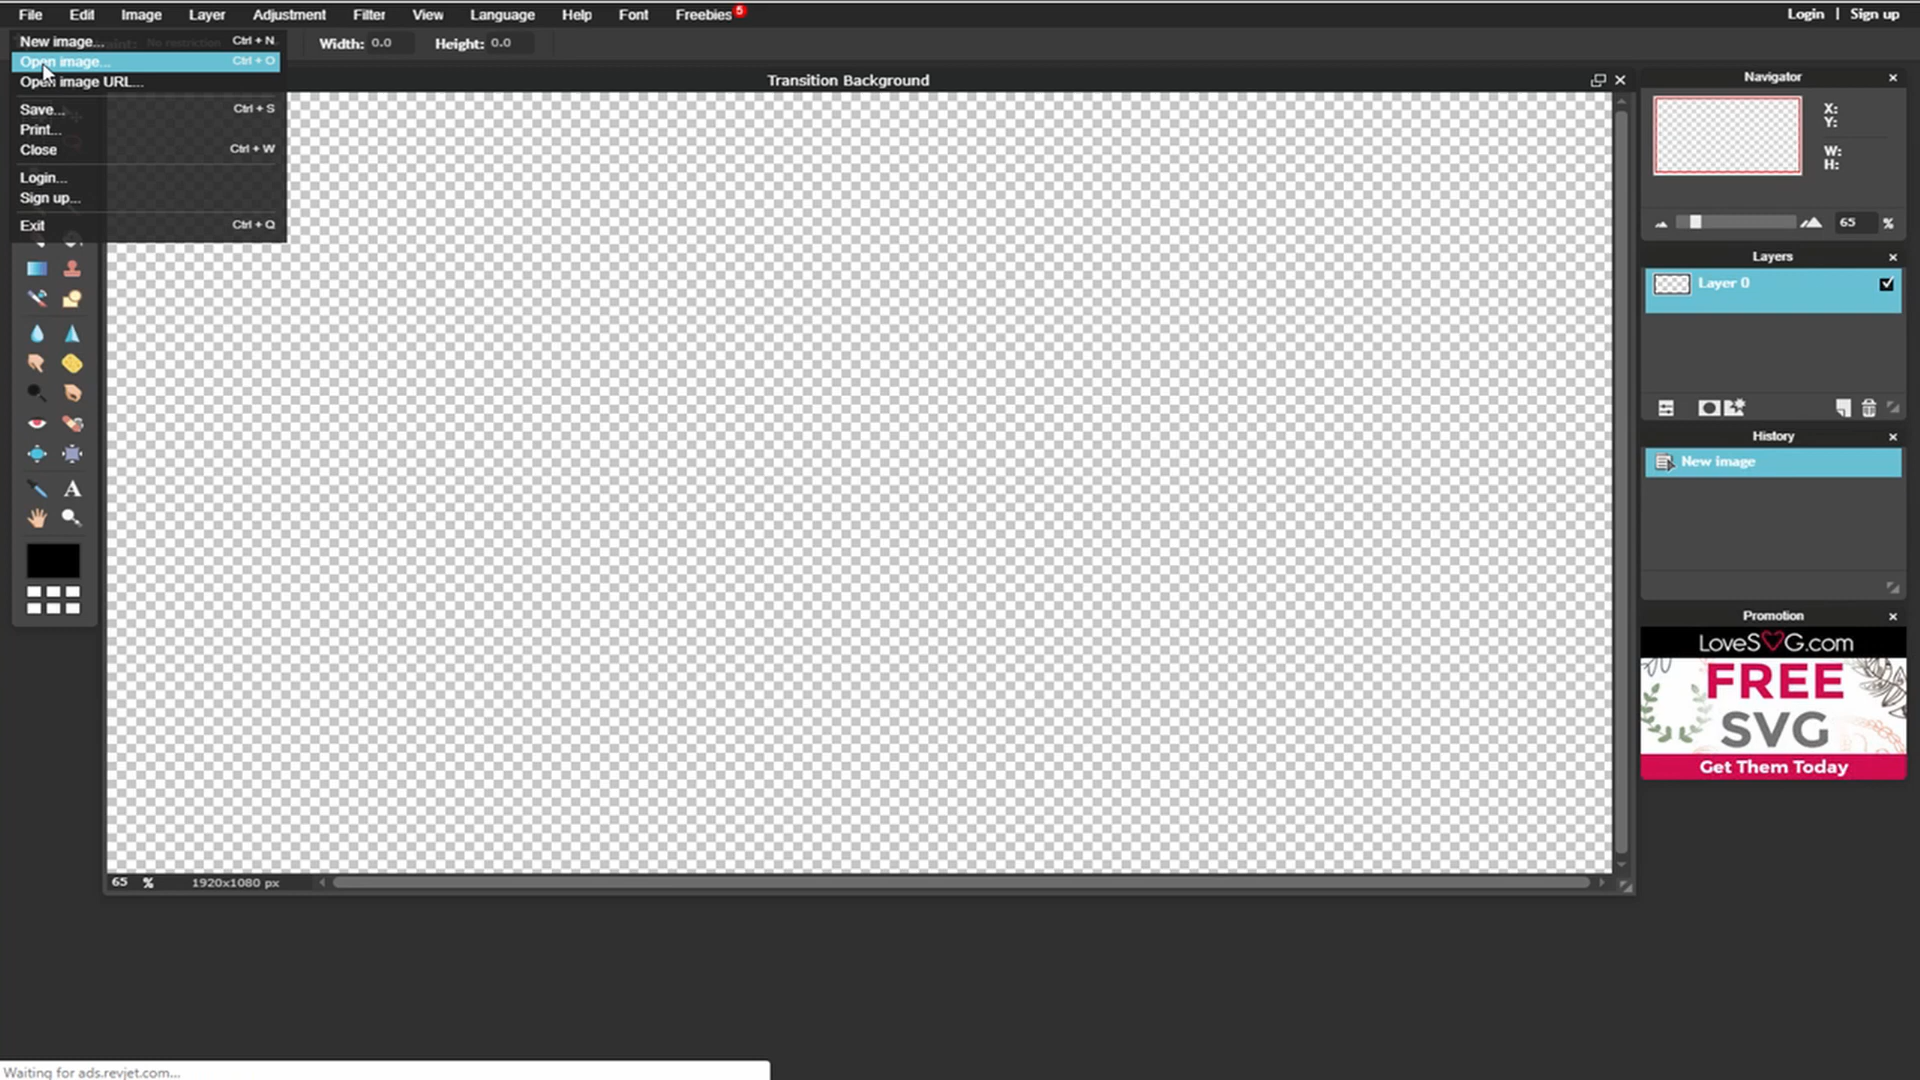 File Edit Image Layer Adjustment Filter View Language Help Font Freebies 5 Login | Sign up
New image... Ctrl + N
No restriction Width: 0.0 Height: 0.0
Open image... Ctrl + O
Open image URL...
Save... Ctrl + S
Print...
Close Ctrl + W
Login...
Sign up...
Exit Ctrl + Q
A
Transition Background
65 % 1920x1080 px
Navigator
X:
Y:
W:
H:
65 %
Layers
Layer 0
History
New image
Promotion
LoveSVG.com
FREE
SVG
Get Them Today
Waiting for ads.revjet.com...